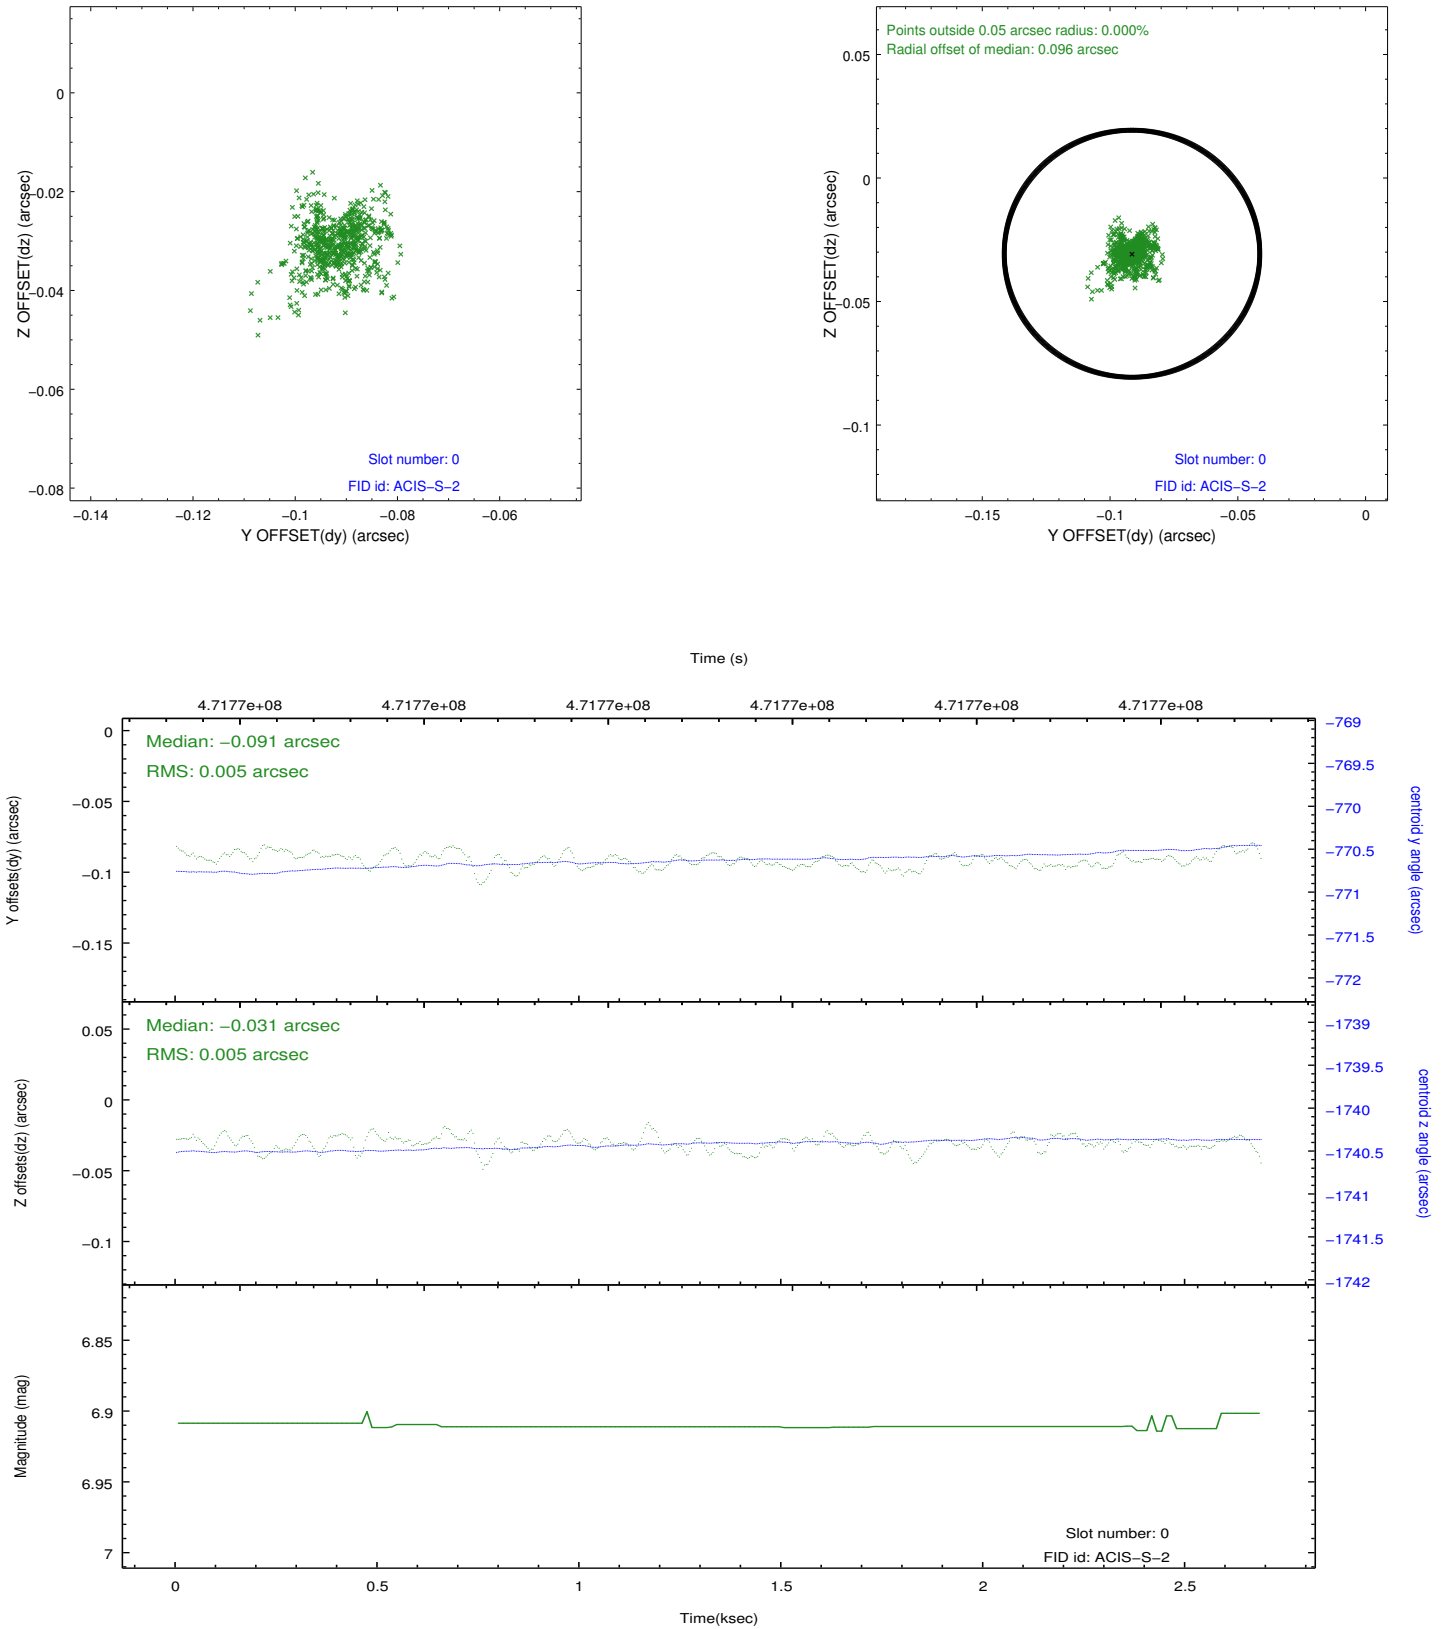 0
−0.02
−0.04
−0.06
−0.08
Z OFFSET(dz) (arcsec)
Slot number: 0
FID id: ACIS−S−2
−0.14
−0.12
−0.1
−0.08
−0.06
Y OFFSET(dy) (arcsec)
Points outside 0.05 arcsec radius: 0.000%
Radial offset of median: 0.096 arcsec
0.05
0
−0.05
−0.1
Z OFFSET(dz) (arcsec)
Slot number: 0
FID id: ACIS−S−2
−0.15
−0.1
−0.05
0
Y OFFSET(dy) (arcsec)
Time (s)
4.7177e+08
4.7177e+08
4.7177e+08
4.7177e+08
4.7177e+08
4.7177e+08
Median: −0.091 arcsec
RMS: 0.005 arcsec
0
−0.05
−0.1
−0.15
Y offsets(dy) (arcsec)
−769
−769.5
−770
−770.5
−771
−771.5
−772
centroid y angle (arcsec)
Median: −0.031 arcsec
RMS: 0.005 arcsec
0.05
0
−0.05
−0.1
Z offsets(dz) (arcsec)
−1739
−1739.5
−1740
−1740.5
−1741
−1741.5
−1742
centroid z angle (arcsec)
6.85
6.9
6.95
7
Magnitude (mag)
Slot number: 0
FID id: ACIS−S−2
0
0.5
1
1.5
2
2.5
Time(ksec)